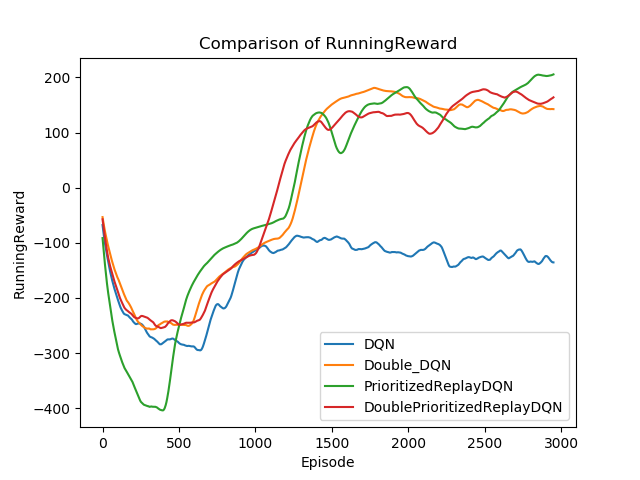 Comparison of RunningReward
RunningReward
200
100
0
−100
−200
−300
−400
DQN
Double_DQN
PrioritizedReplayDQN
DoublePrioritizedReplayDQN
0 500 1000 1500 2000 2500 3000
Episode